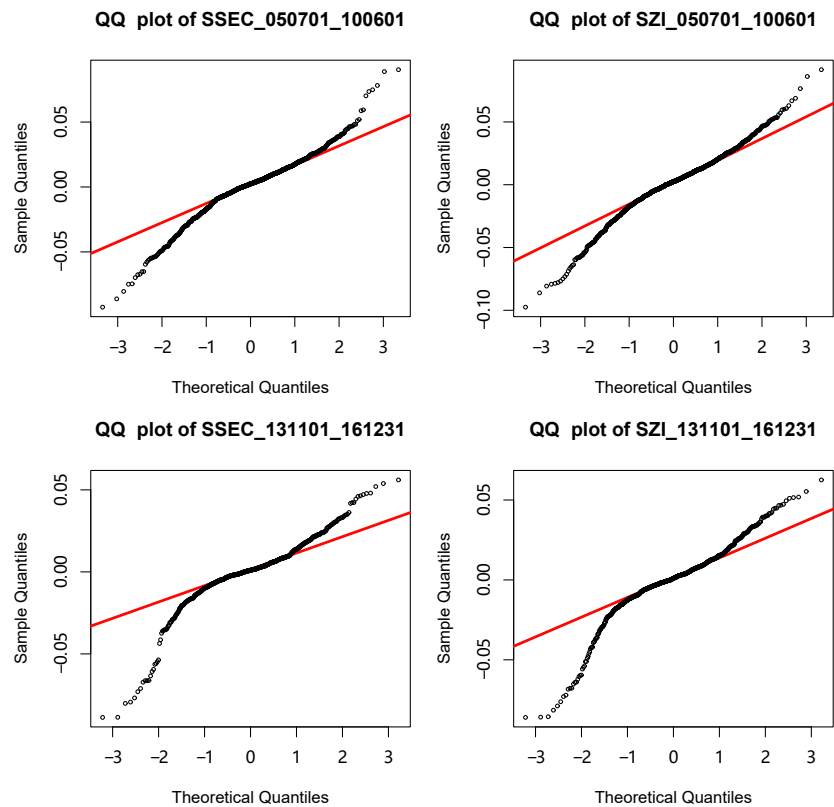 QQ  plot of SSEC_050701_100601
Sample Quantiles
0.05
0.00
−0.05
−3 −2 −1 0 1 2 3
Theoretical Quantiles
QQ  plot of SZI_050701_100601
Sample Quantiles
0.05
0.00
−0.05
−0.10
−3 −2 −1 0 1 2 3
Theoretical Quantiles
QQ  plot of SSEC_131101_161231
Sample Quantiles
0.05
0.00
−0.05
−3 −2 −1 0 1 2 3
Theoretical Quantiles
QQ  plot of SZI_131101_161231
Sample Quantiles
0.05
0.00
−0.05
−3 −2 −1 0 1 2 3
Theoretical Quantiles